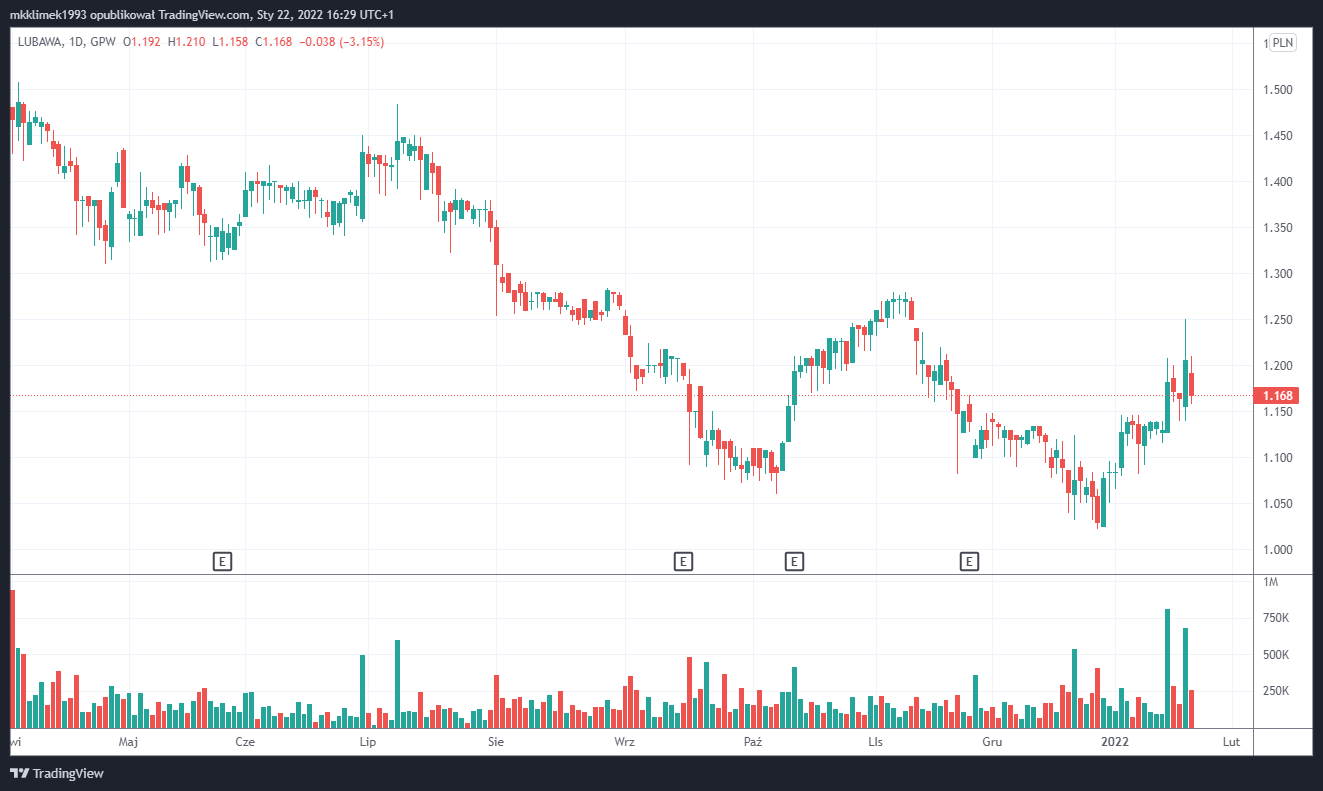 mkklimek1993 opublikował TradingView.com, Sty 22, 2022 16:29 UTC+1
LUBAWA, 1D, GPW O1.192 H1.210 L1.158 C1.168 −0.038 (−3.15%)
PLN
1.500
1.450
1.400
1.350
1.300
1.250
1.200
1.168
1.150
1.100
1.050
1.000
E E E E
1M
750K
500K
250K
wi Maj Cze Lip Sie Wrz Paź Lis Gru 2022 Lut
TradingView